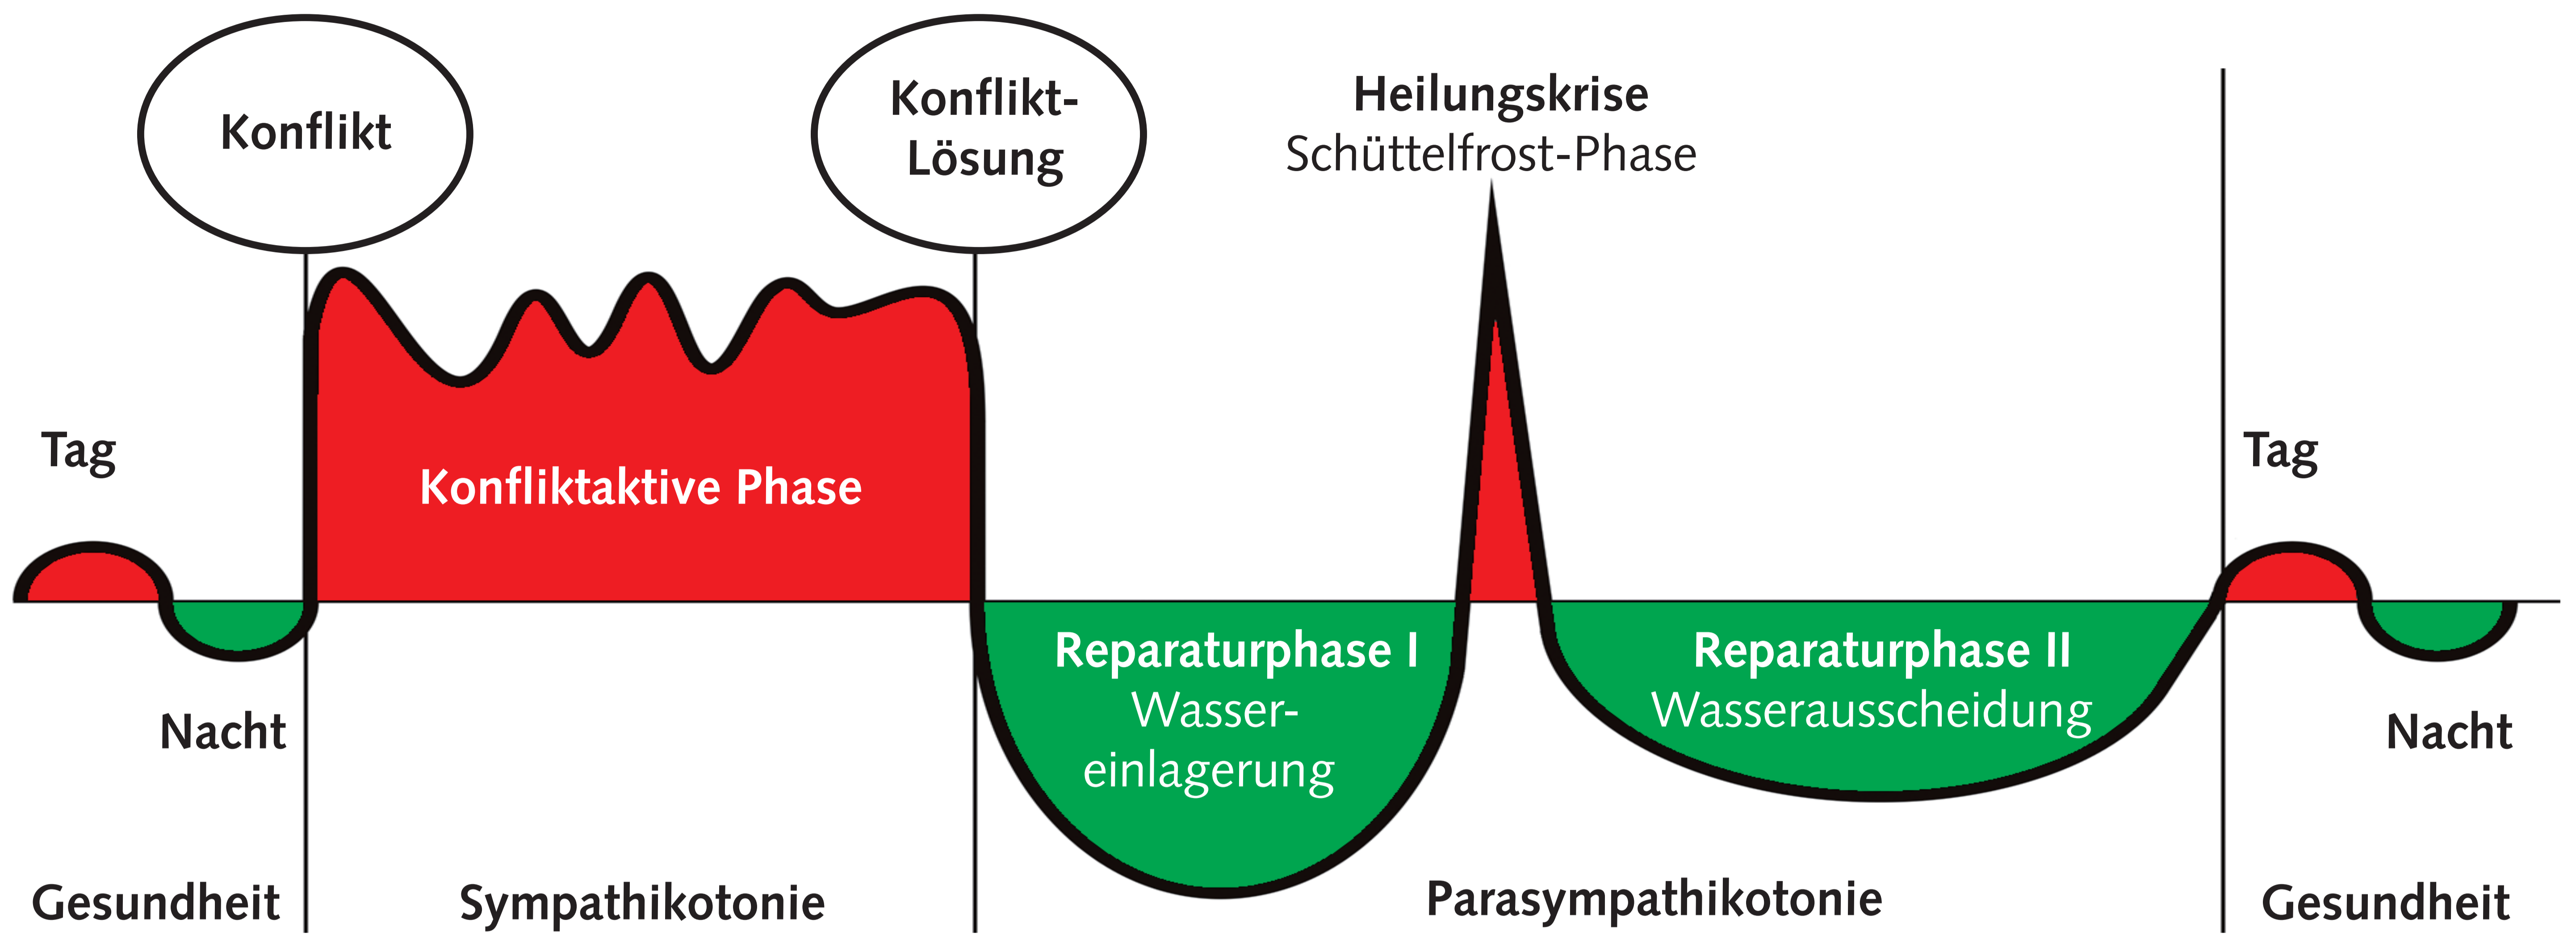 Konflikt
Konflikt-
Lösung
Heilungskrise
Schüttelfrost-Phase
Tag
Konfliktaktive Phase
Tag
Reparaturphase I
Wasser-
einlagerung
Reparaturphase II
Wasserausscheidung
Nacht
Nacht
Gesundheit
Sympathikotonie
Parasympathikotonie
Gesundheit